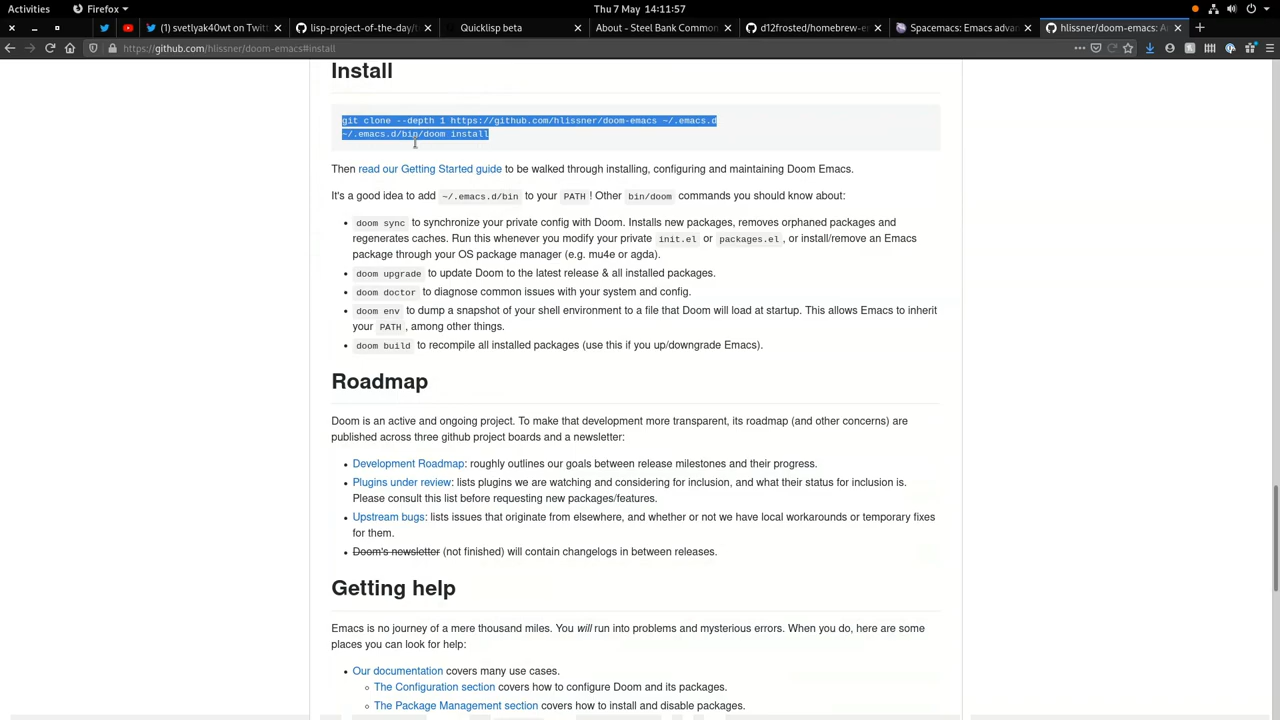 Activities
Firefox
Thu 7 May 14:11:57
(1) svetlyak40wt on Twitt
lisp-project-of-the-day/t
Quicklisp beta
About - Steel Bank Common
d12frosted/homebrew-e
Spacemacs: Emacs advan
hlissner/doom-emacs: A
https://github.com/hlissner/doom-emacs#install
Install
git clone --depth 1 https://github.com/hlissner/doom-emacs ~/.emacs.d
~/.emacs.d/bin/doom install
Then read our Getting Started guide to be walked through installing, configuring and maintaining Doom Emacs.
It's a good idea to add ~/.emacs.d/bin to your PATH ! Other bin/doom commands you should know about:
• doom sync to synchronize your private config with Doom. Installs new packages, removes orphaned packages and
regenerates caches. Run this whenever you modify your private init.el or packages.el , or install/remove an Emacs
package through your OS package manager (e.g. mu4e or agda).
• doom upgrade to update Doom to the latest release & all installed packages.
• doom doctor to diagnose common issues with your system and config.
• doom env to dump a snapshot of your shell environment to a file that Doom will load at startup. This allows Emacs to inherit
your PATH , among other things.
• doom build to recompile all installed packages (use this if you up/downgrade Emacs).
Roadmap
Doom is an active and ongoing project. To make that development more transparent, its roadmap (and other concerns) are
published across three github project boards and a newsletter:
• Development Roadmap: roughly outlines our goals between release milestones and their progress.
• Plugins under review: lists plugins we are watching and considering for inclusion, and what their status for inclusion is.
Please consult this list before requesting new packages/features.
• Upstream bugs: lists issues that originate from elsewhere, and whether or not we have local workarounds or temporary fixes
for them.
• Doom's newsletter (not finished) will contain changelogs in between releases.
Getting help
Emacs is no journey of a mere thousand miles. You will run into problems and mysterious errors. When you do, here are some
places you can look for help:
• Our documentation covers many use cases.
◦ The Configuration section covers how to configure Doom and its packages.
◦ The Package Management section covers how to install and disable packages.